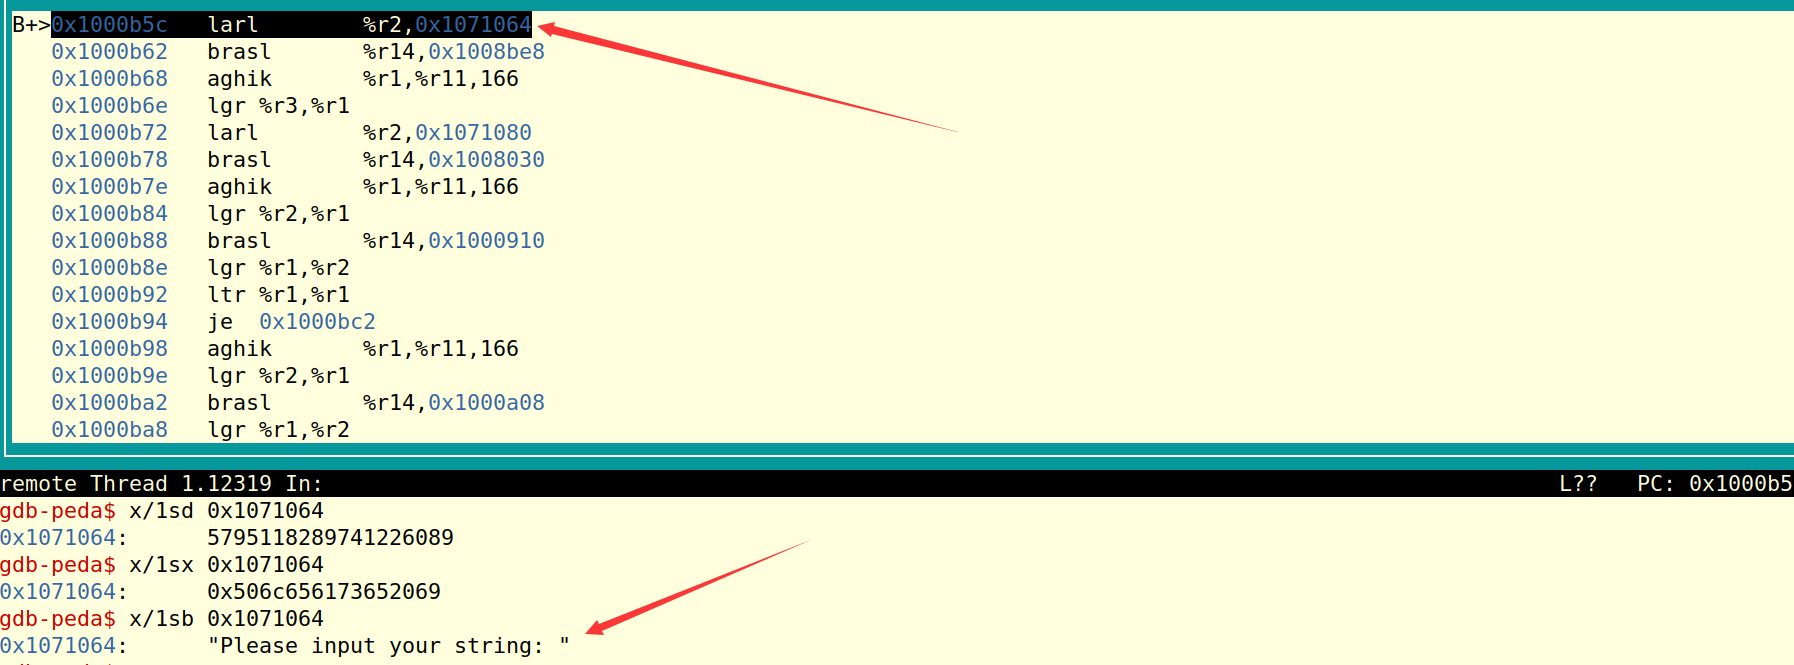 B+>0x1000b5c larl %r2,0x1071064
0x1000b62 brasl %r14,0x1008be8
0x1000b68 aghik %r1,%r11,166
0x1000b6e lgr %r3,%r1
0x1000b72 larl %r2,0x1071080
0x1000b78 brasl %r14,0x1008030
0x1000b7e aghik %r1,%r11,166
0x1000b84 lgr %r2,%r1
0x1000b88 brasl %r14,0x1000910
0x1000b8e lgr %r1,%r2
0x1000b92 ltr %r1,%r1
0x1000b94 je 0x1000bc2
0x1000b98 aghik %r1,%r11,166
0x1000b9e lgr %r2,%r1
0x1000ba2 brasl %r14,0x1000a08
0x1000ba8 lgr %r1,%r2
remote Thread 1.12319 In: L?? PC: 0x1000b5
gdb-peda$ x/1sd 0x1071064
0x1071064: 5795118289741226089
gdb-peda$ x/1sx 0x1071064
0x1071064: 0x506c656173652069
gdb-peda$ x/1sb 0x1071064
0x1071064: "Please input your string: "